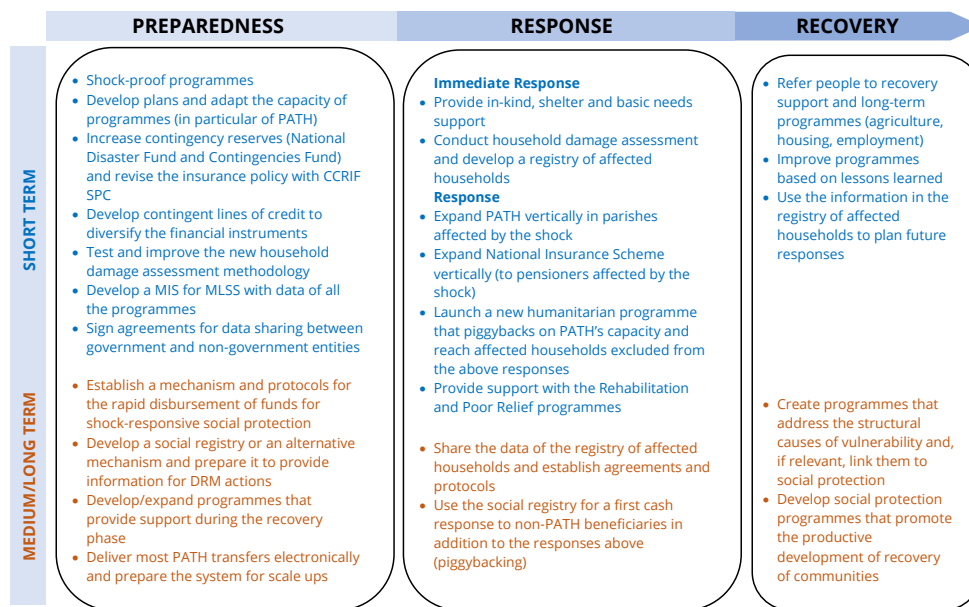 PREPAREDNESS
RESPONSE
RECOVERY
SHORT TERM
• Shock-proof programmes
• Develop plans and adapt the capacity of
programmes (in particular of PATH)
• Increase contingency reserves (National
Disaster Fund and Contingencies Fund)
and revise the insurance policy with CCRIF
SPC
• Develop contingent lines of credit to
diversify the financial instruments
• Test and improve the new household
damage assessment methodology
• Develop a MIS for MLSS with data of all
the programmes
• Sign agreements for data sharing between
government and non-government entities
Immediate Response
• Provide in-kind, shelter and basic needs
support
• Conduct household damage assessment
and develop a registry of affected
households
Response
• Expand PATH vertically in parishes
affected by the shock
• Expand National Insurance Scheme
vertically (to pensioners affected by the
shock)
• Launch a new humanitarian programme
that piggybacks on PATH's capacity and
reach affected households excluded from
the above responses
• Provide support with the Rehabilitation
and Poor Relief programmes
• Refer people to recovery
support and long-term
programmes (agriculture,
housing, employment)
• Improve programmes
based on lessons learned
• Use the information in the
registry of affected
households to plan future
responses
MEDIUM/LONG TERM
• Establish a mechanism and protocols for
the rapid disbursement of funds for
shock-responsive social protection
• Develop a social registry or an alternative
mechanism and prepare it to provide
information for DRM actions
• Develop/expand programmes that
provide support during the recovery
phase
• Deliver most PATH transfers electronically
and prepare the system for scale ups
• Share the data of the registry of affected
households and establish agreements and
protocols
• Use the social registry for a first cash
response to non-PATH beneficiaries in
addition to the responses above
(piggybacking)
• Create programmes that
address the structural
causes of vulnerability and,
if relevant, link them to
social protection
• Develop social protection
programmes that promote
the productive
development of recovery
of communities